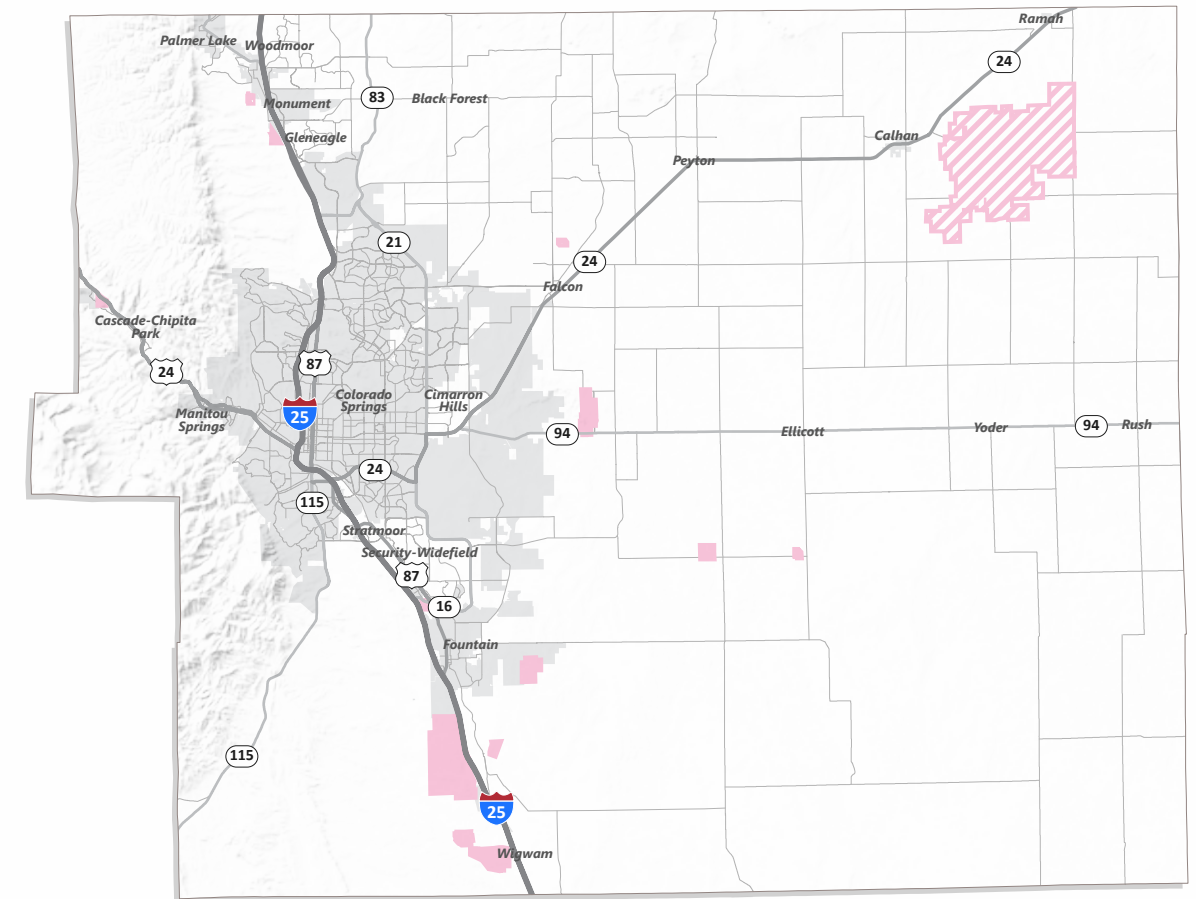 Ramah
Palmer Lake
Woodmoor
24
83
Black Forest
Monument
Gleneagle
Calhan
Peyton
21
24
Falcon
Cascade-Chipita
Park
87
24
Colorado
Springs
Cimarron
Hills
25
Manitou
Springs
94
Ellicott
Yoder
94
Rush
24
115
Stratmoor
Security-Widefield
87
16
Fountain
115
25
Wigwam